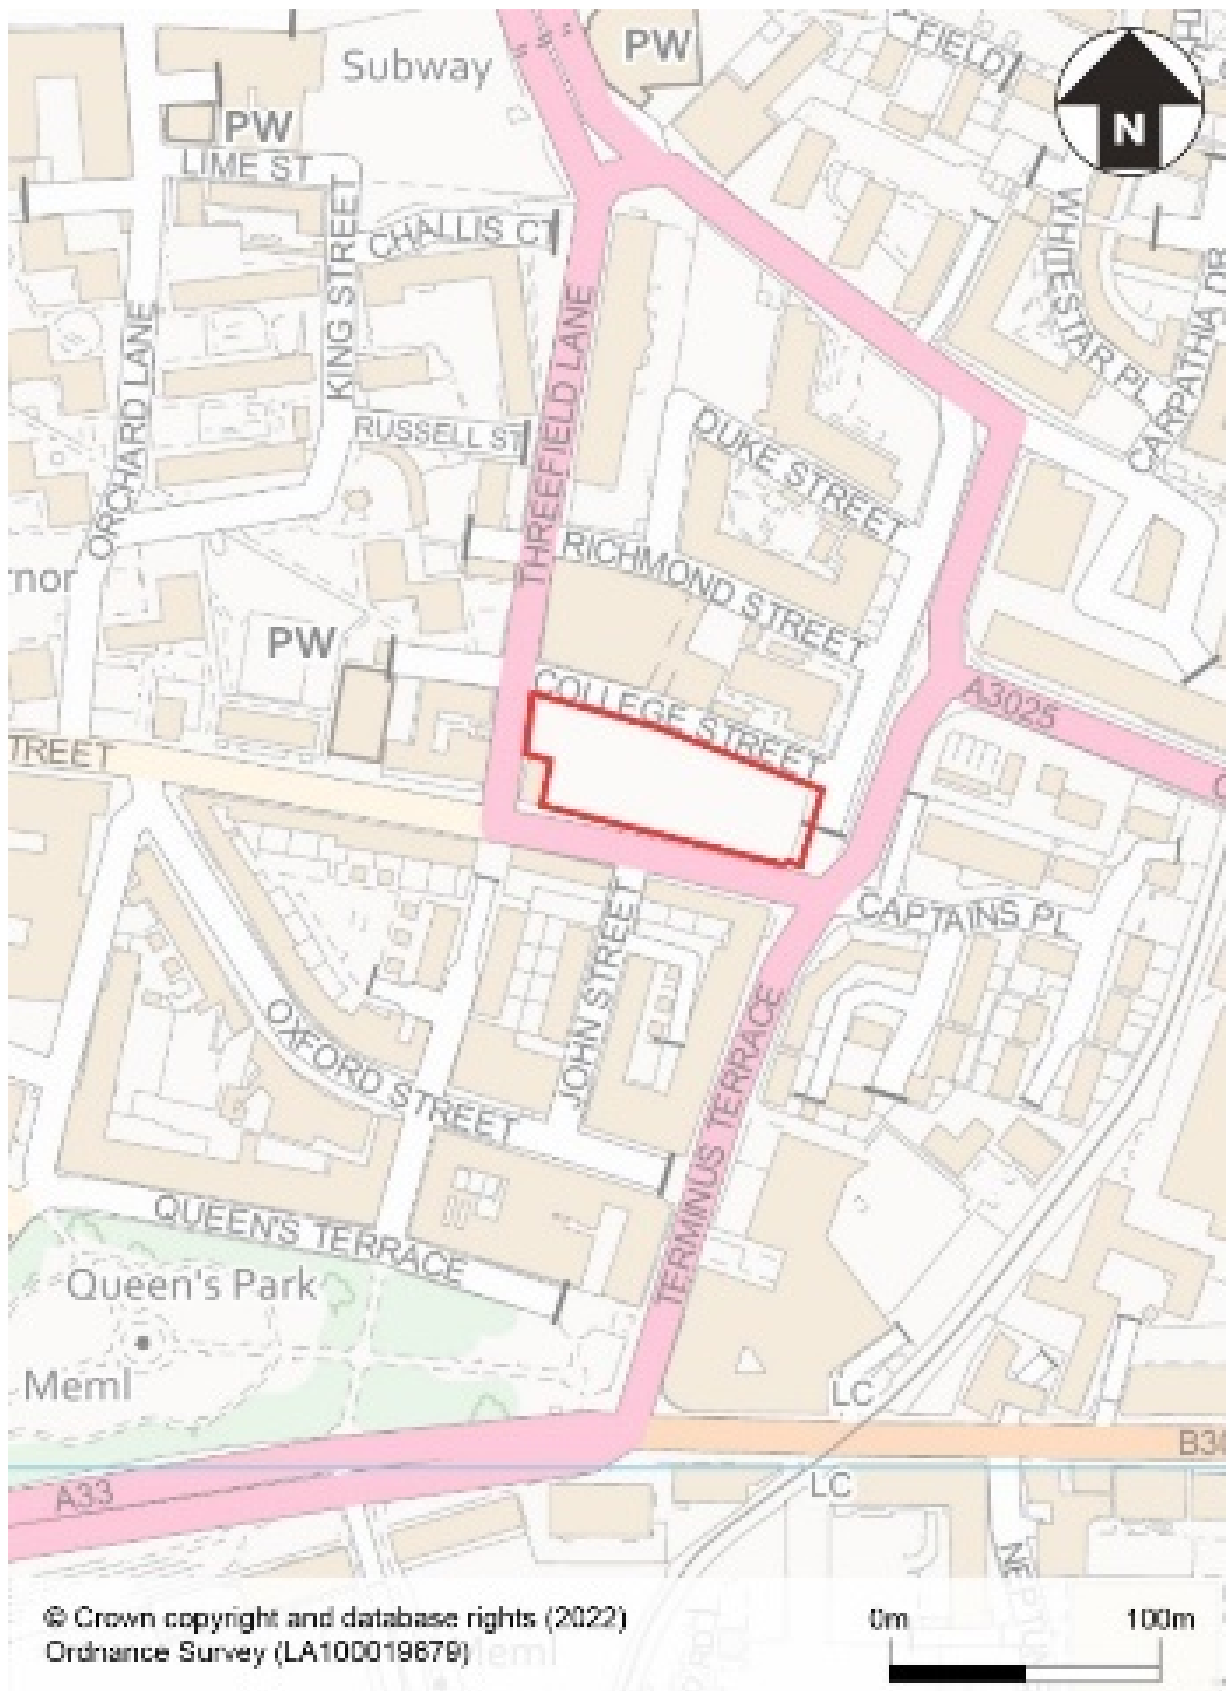 PW
Subway
FIELD
N
PW
LIME ST
CHALLIS CT
KING STREET
WHITESTAR PL
CARPATHIA DR
ORCHARD LANE
THREEFIELD LANE
RUSSELL ST
DUKE STREET
RICHMOND STREET
PW
COLLEGE STREET
A3025
TREET
CAPTAINS PL
JOHN STREET
OXFORD STREET
TERMINUS TERRACE
QUEEN'S TERRACE
Queen's Park
Meml
LC
A33
LC
© Crown copyright and database rights (2022)
Ordnance Survey (LA100019679)
0m 100m